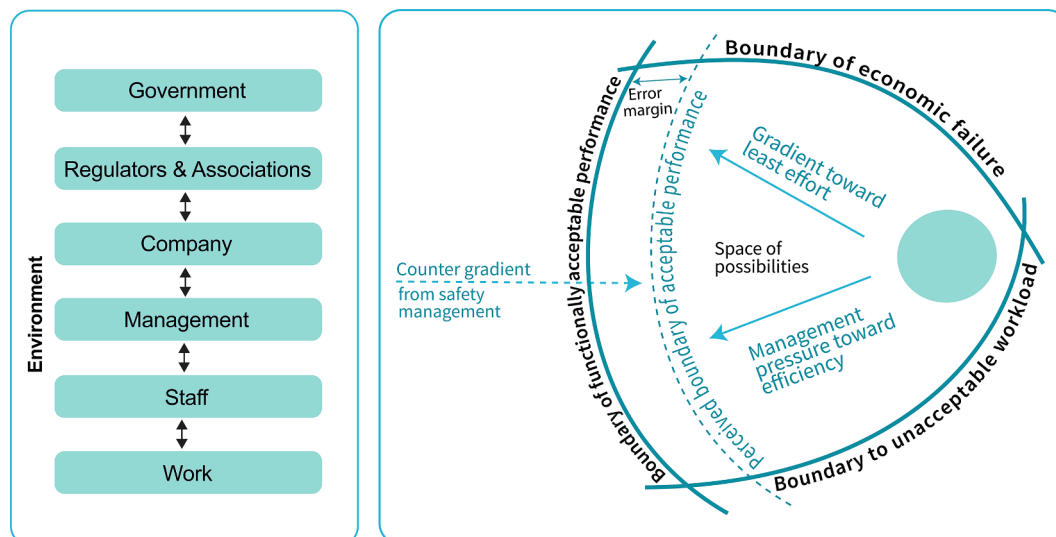 Environment
Government
Regulators & Associations
Company
Management
Staff
Work
Boundary of functionally acceptable performance
Error
margin
Perceived boundary of acceptable performance
Boundary of economic failure
Gradient toward
least effort
Space of
possibilities
Management
pressure toward
efficiency
Counter gradient
from safety
management
Boundary to unacceptable workload